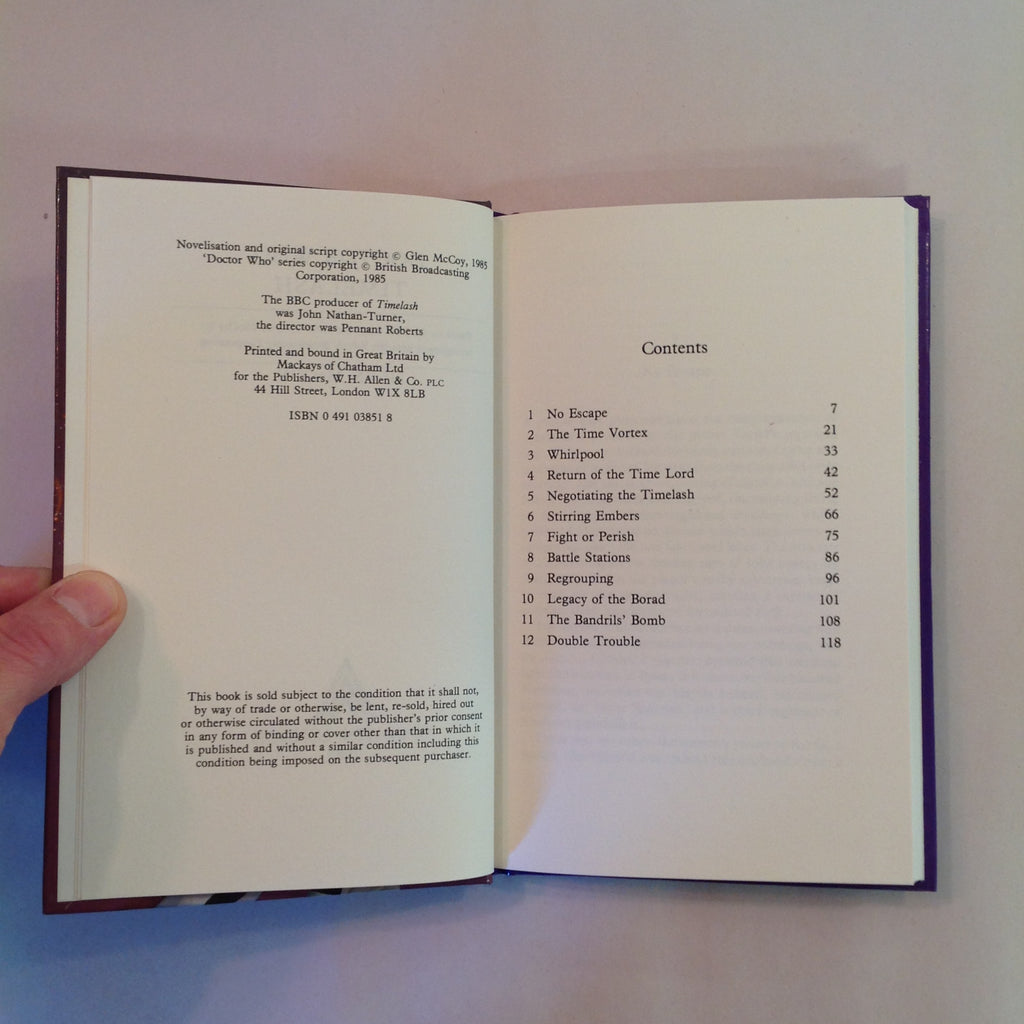 Novelisation and original script copyright © Glen McCoy, 1985
'Doctor Who' series copyright © British Broadcasting
Corporation, 1985
The BBC producer of Timelash
was John Nathan-Turner,
the director was Pennant Roberts
Printed and bound in Great Britain by
Mackays of Chatham Ltd
for the Publishers, W.H. Allen & Co. PLC
44 Hill Street, London W1X 8LB
ISBN 0 491 03851 8
This book is sold subject to the condition that it shall not,
by way of trade or otherwise, be lent, re-sold, hired out
or otherwise circulated without the publisher's prior consent
in any form of binding or cover other than that in which it
is published and without a similar condition including this
condition being imposed on the subsequent purchaser.
Contents
1 No Escape 7
2 The Time Vortex 21
3 Whirlpool 33
4 Return of the Time Lord 42
5 Negotiating the Timelash 52
6 Stirring Embers 66
7 Fight or Perish 75
8 Battle Stations 86
9 Regrouping 96
10 Legacy of the Borad 101
11 The Bandrils' Bomb 108
12 Double Trouble 118